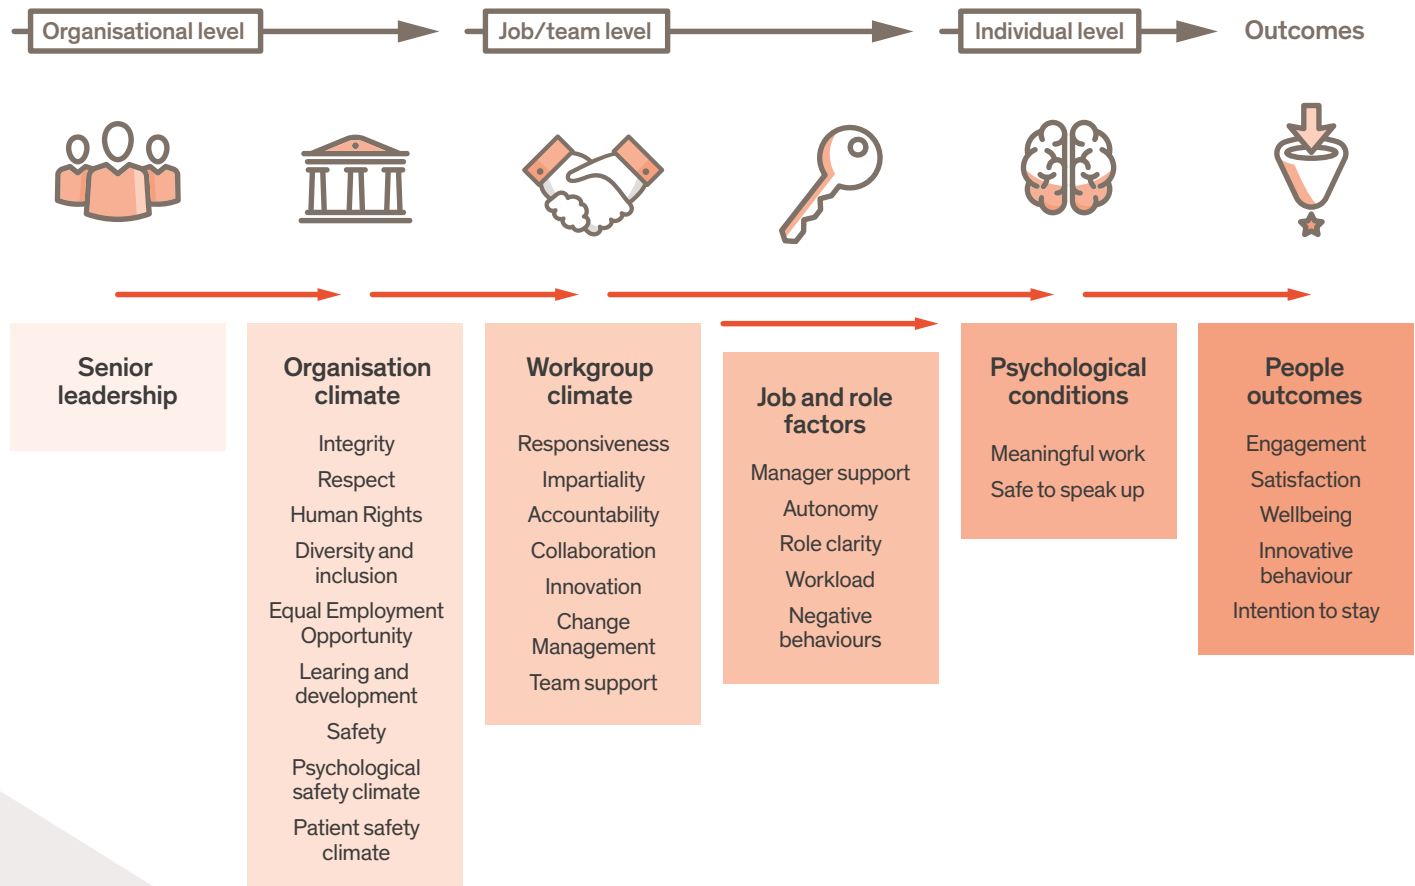 Organisational level
Job/team level
Individual level
Outcomes
Senior
leadership
Organisation
climate
Integrity
Respect
Human Rights
Diversity and
inclusion
Equal Employment
Opportunity
Learing and
development
Safety
Psychological
safety climate
Patient safety
climate
Workgroup
climate
Responsiveness
Impartiality
Accountability
Collaboration
Innovation
Change
Management
Team support
Job and role
factors
Manager support
Autonomy
Role clarity
Workload
Negative
behaviours
Psychological
conditions
Meaningful work
Safe to speak up
People
outcomes
Engagement
Satisfaction
Wellbeing
Innovative
behaviour
Intention to stay